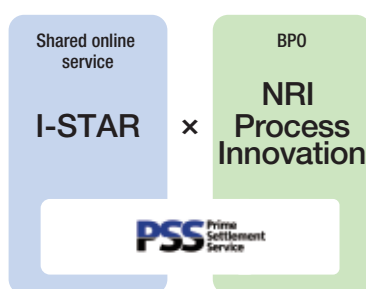 Shared online
service
I-STAR
×
BPO
NRI
Process
Innovation
PSS Prime
Settlement
Service